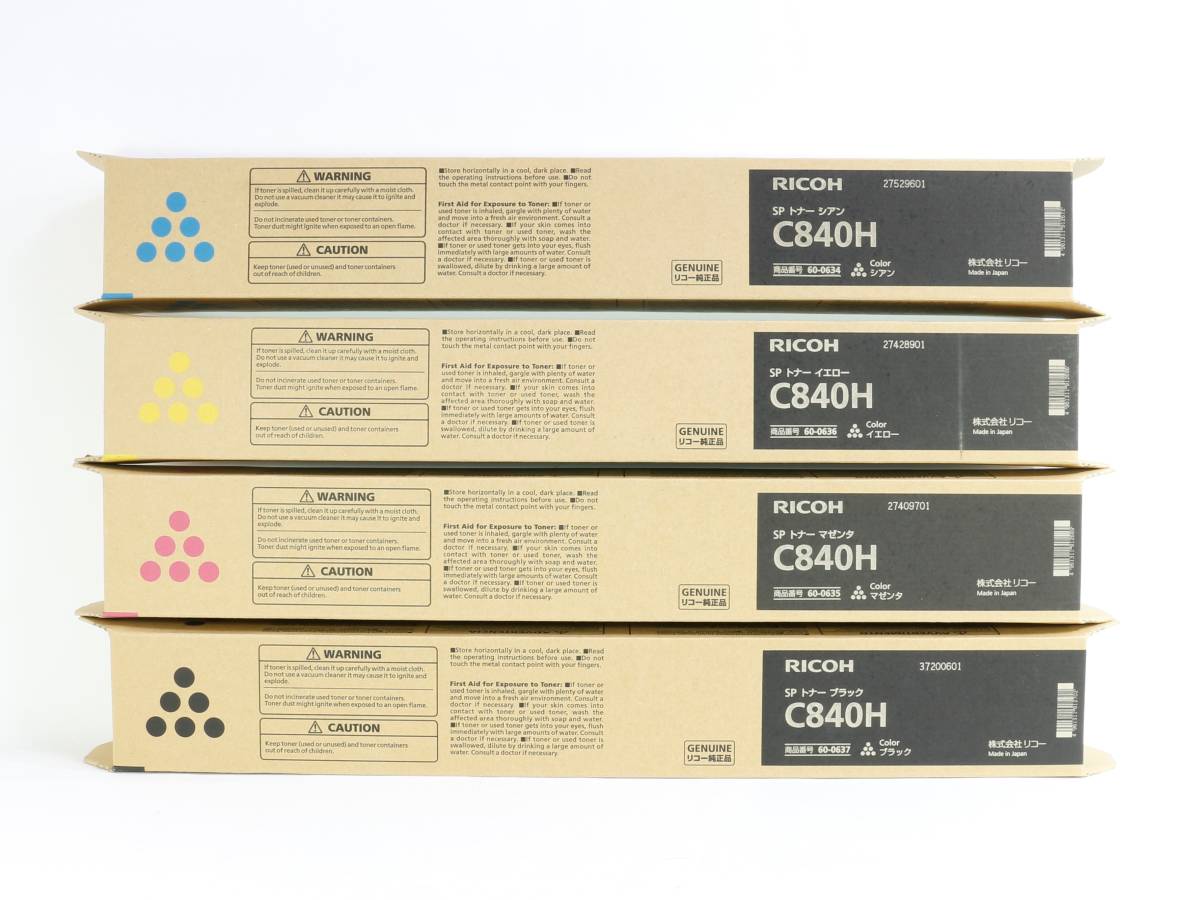 WARNING
If toner is spilled, clean it up carefully with a moist cloth.
Do not use a vacuum cleaner it may cause it to ignite and
explode.
Do not incinerate used toner or toner containers.
Toner dust might ignite when exposed to an open flame.
CAUTION
Keep toner (used or unused) and toner containers
out of reach of children.
■Store horizontally in a cool, dark place. ■Read
the operating instructions before use. ■Do not
touch the metal contact point with your fingers.
First Aid for Exposure to Toner: ■If toner or
used toner is inhaled, gargle with plenty of water
and move into a fresh air environment. Consult a
doctor if necessary. ■If your skin comes into
contact with toner or used toner, wash the
affected area thoroughly with soap and water.
■If toner or used toner gets into your eyes, flush
immediately with large amounts of water. Consult
a doctor if necessary. ■If toner or used toner is
swallowed, dilute by drinking a large amount of
water. Consult a doctor if necessary.
GENUINE
リコー純正品
RICOH 27529601
SP トナー シアン
C840H
商品番号 60-0634 Color
シアン
株式会社リコー
Made in Japan
WARNING
If toner is spilled, clean it up carefully with a moist cloth.
Do not use a vacuum cleaner it may cause it to ignite and
explode.
Do not incinerate used toner or toner containers.
Toner dust might ignite when exposed to an open flame.
CAUTION
Keep toner (used or unused) and toner containers
out of reach of children.
■Store horizontally in a cool, dark place. ■Read
the operating instructions before use. ■Do not
touch the metal contact point with your fingers.
First Aid for Exposure to Toner: ■If toner or
used toner is inhaled, gargle with plenty of water
and move into a fresh air environment. Consult a
doctor if necessary. ■If your skin comes into
contact with toner or used toner, wash the
affected area thoroughly with soap and water.
■If toner or used toner gets into your eyes, flush
immediately with large amounts of water. Consult
a doctor if necessary. ■If toner or used toner is
swallowed, dilute by drinking a large amount of
water. Consult a doctor if necessary.
GENUINE
リコー純正品
RICOH 27428901
SP トナー イエロー
C840H
商品番号 60-0636 Color
イエロー
株式会社リコー
Made in Japan
WARNING
If toner is spilled, clean it up carefully with a moist cloth.
Do not use a vacuum cleaner it may cause it to ignite and
explode.
Do not incinerate used toner or toner containers.
Toner dust might ignite when exposed to an open flame.
CAUTION
Keep toner (used or unused) and toner containers
out of reach of children.
■Store horizontally in a cool, dark place. ■Read
the operating instructions before use. ■Do not
touch the metal contact point with your fingers.
First Aid for Exposure to Toner: ■If toner or
used toner is inhaled, gargle with plenty of water
and move into a fresh air environment. Consult a
doctor if necessary. ■If your skin comes into
contact with toner or used toner, wash the
affected area thoroughly with soap and water.
■If toner or used toner gets into your eyes, flush
immediately with large amounts of water. Consult
a doctor if necessary. ■If toner or used toner is
swallowed, dilute by drinking a large amount of
water. Consult a doctor if necessary.
GENUINE
リコー純正品
RICOH 27409701
SP トナー マゼンタ
C840H
商品番号 60-0635 Color
マゼンタ
株式会社リコー
Made in Japan
WARNING
If toner is spilled, clean it up carefully with a moist cloth.
Do not use a vacuum cleaner it may cause it to ignite and
explode.
Do not incinerate used toner or toner containers.
Toner dust might ignite when exposed to an open flame.
CAUTION
Keep toner (used or unused) and toner containers
out of reach of children.
■Store horizontally in a cool, dark place. ■Read
the operating instructions before use. ■Do not
touch the metal contact point with your fingers.
First Aid for Exposure to Toner: ■If toner or
used toner is inhaled, gargle with plenty of water
and move into a fresh air environment. Consult a
doctor if necessary. ■If your skin comes into
contact with toner or used toner, wash the
affected area thoroughly with soap and water.
■If toner or used toner gets into your eyes, flush
immediately with large amounts of water. Consult
a doctor if necessary. ■If toner or used toner is
swallowed, dilute by drinking a large amount of
water. Consult a doctor if necessary.
GENUINE
リコー純正品
RICOH 37200601
SP トナー ブラック
C840H
商品番号 60-0637 Color
ブラック
株式会社リコー
Made in Japan